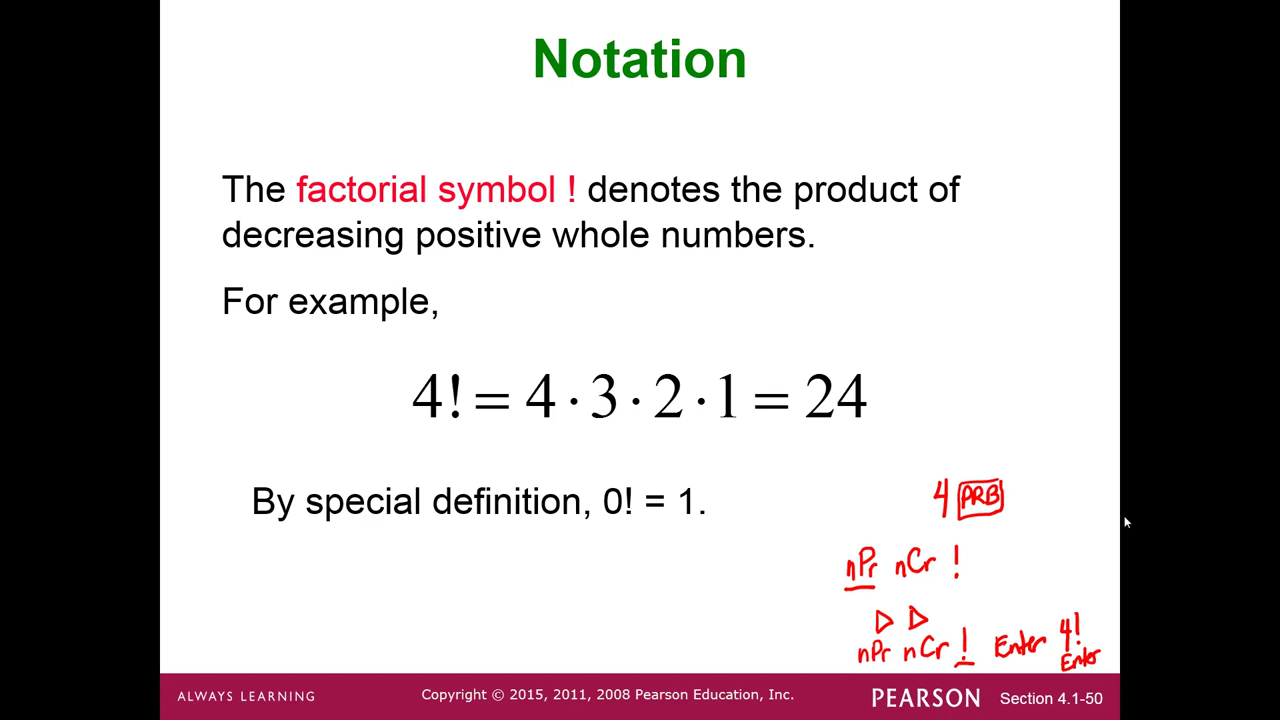 Notation
The factorial symbol ! denotes the product of
decreasing positive whole numbers.
For example,
4! = 4 · 3 · 2 · 1 = 24
By special definition, 0! = 1.
4 PRB
nPr nCr !
nPr nCr ! Enter 4!
Enter
ALWAYS LEARNING
Copyright © 2015, 2011, 2008 Pearson Education, Inc.
PEARSON
Section 4.1-50